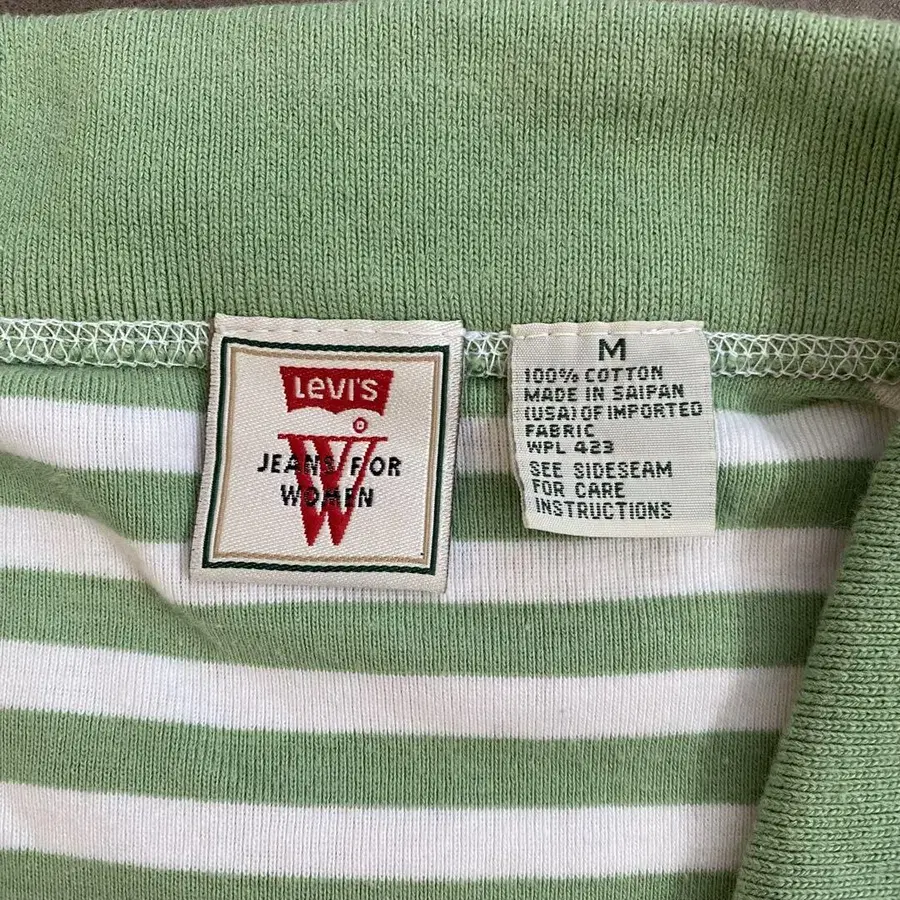 Levi's
W
JEANS FOR
WOMEN
M
100% COTTON
MADE IN SAIPAN
(USA) OF IMPORTED
FABRIC
WPL 423
SEE SIDESEAM
FOR CARE
INSTRUCTIONS